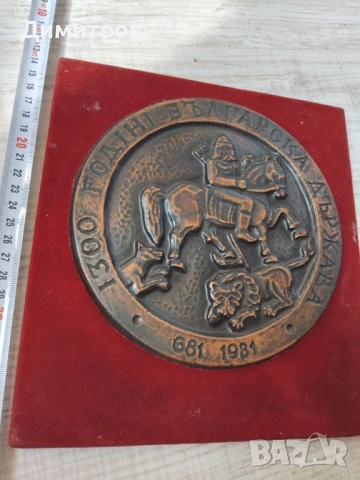 Димитров
1300 ГОДИНИ БЪЛГАРСКА ДЪРЖАВА
681 1981
BAZAR
bg